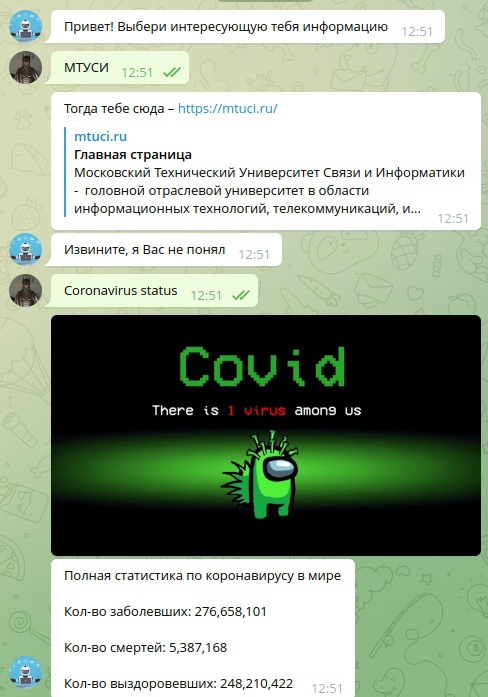 Привет! Выбери интересующую тебя информацию 12:51
МТУСИ 12:51
Тогда тебе сюда – https://mtuci.ru/
mtuci.ru
Главная страница
Московский Технический Университет Связи и Информатики
- головной отраслевой университет в области
информационных технологий, телекоммуникаций, и...
12:51
Извините, я Вас не понял 12:51
Coronavirus status 12:51
Covid
There is 1 virus among us
Полная статистика по коронавирусу в мире
Кол-во заболевших: 276,658,101
Кол-во смертей: 5,387,168
Кол-во выздоровевших: 248,210,422 12:51